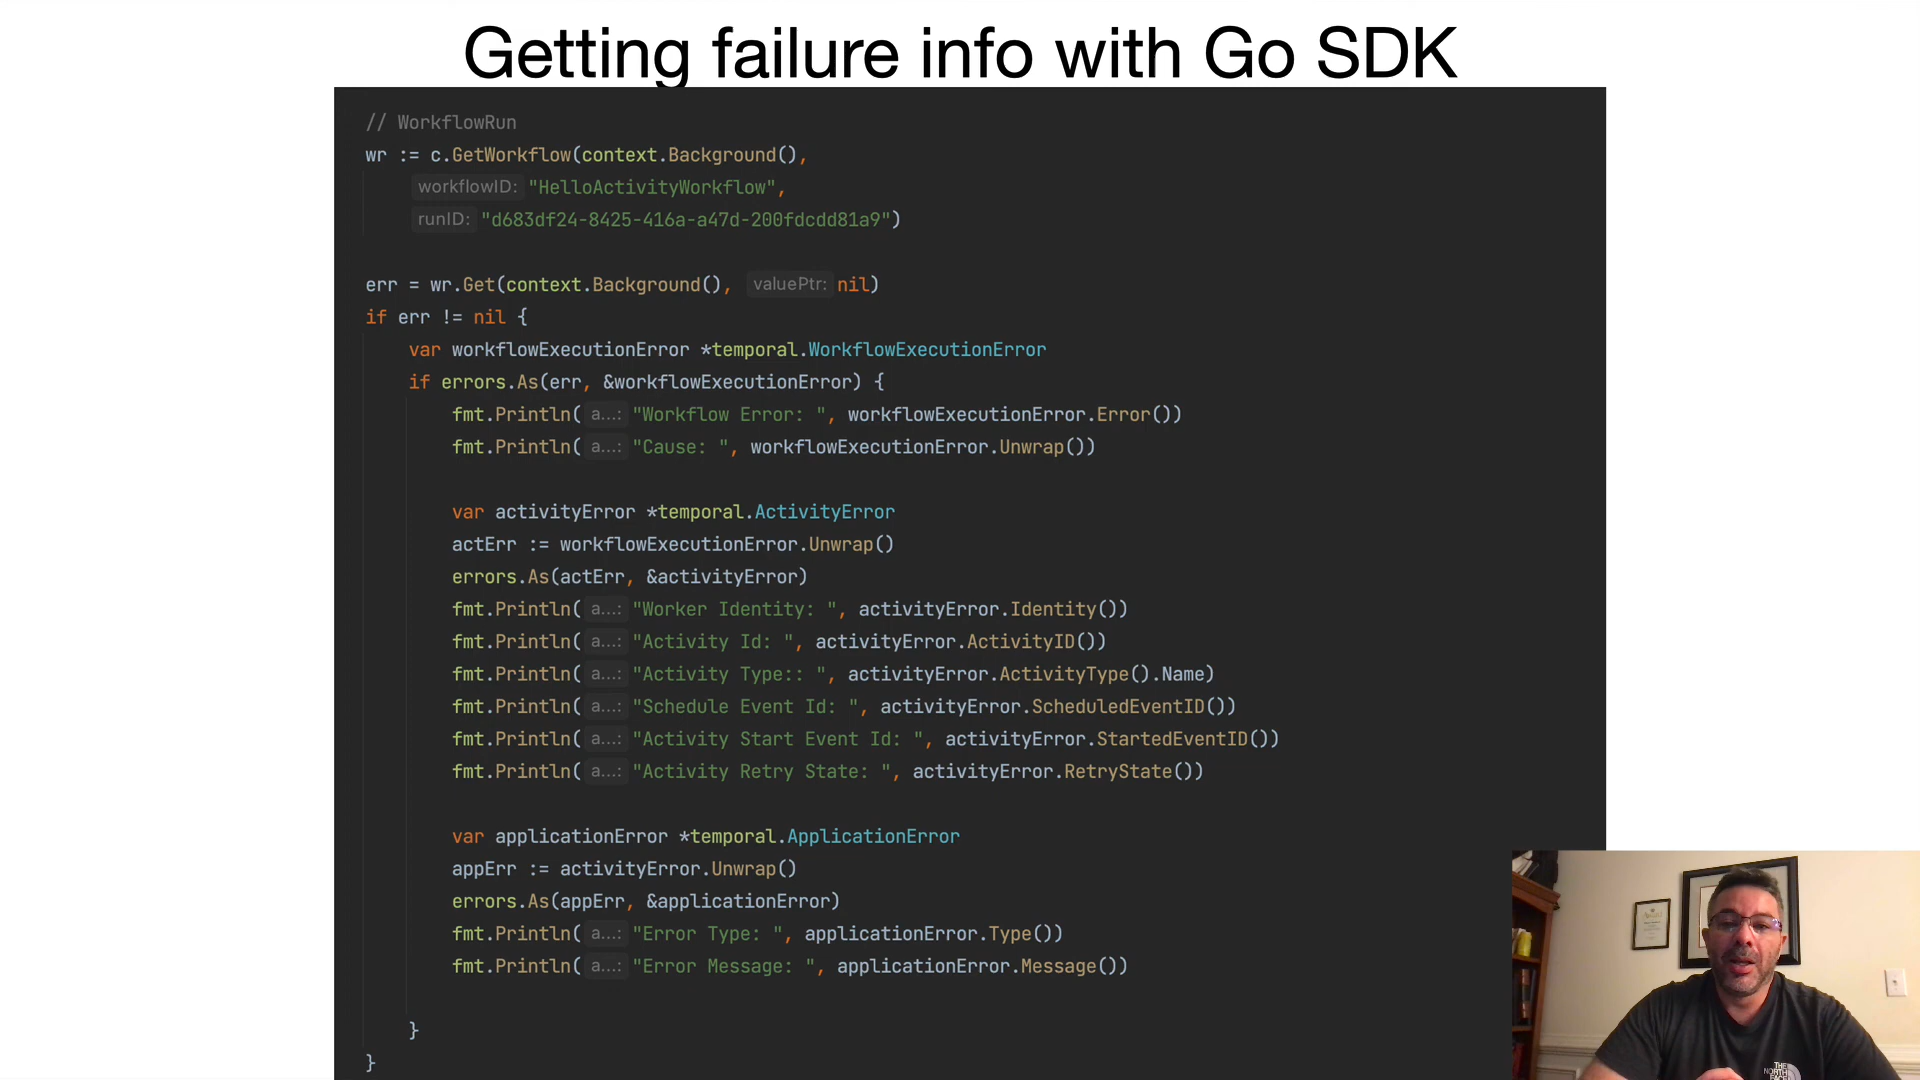 Getting failure info with Go SDK
// WorkflowRun
wr := c.GetWorkflow(context.Background(),
workflowID: "HelloActivityWorkflow",
runID: "d683df24-8425-416a-a47d-200fdcdd81a9")
err = wr.Get(context.Background(), valuePtr: nil)
if err != nil {
var workflowExecutionError *temporal.WorkflowExecutionError
if errors.As(err, &workflowExecutionError) {
fmt.Println( a...: "Workflow Error: ", workflowExecutionError.Error())
fmt.Println( a...: "Cause: ", workflowExecutionError.Unwrap())
var activityError *temporal.ActivityError
actErr := workflowExecutionError.Unwrap()
errors.As(actErr, &activityError)
fmt.Println( a...: "Worker Identity: ", activityError.Identity())
fmt.Println( a...: "Activity Id: ", activityError.ActivityID())
fmt.Println( a...: "Activity Type:: ", activityError.ActivityType().Name)
fmt.Println( a...: "Schedule Event Id: ", activityError.ScheduledEventID())
fmt.Println( a...: "Activity Start Event Id: ", activityError.StartedEventID())
fmt.Println( a...: "Activity Retry State: ", activityError.RetryState())
var applicationError *temporal.ApplicationError
appErr := activityError.Unwrap()
errors.As(appErr, &applicationError)
fmt.Println( a...: "Error Type: ", applicationError.Type())
fmt.Println( a...: "Error Message: ", applicationError.Message())
}
}
THE
NORTH
FACE